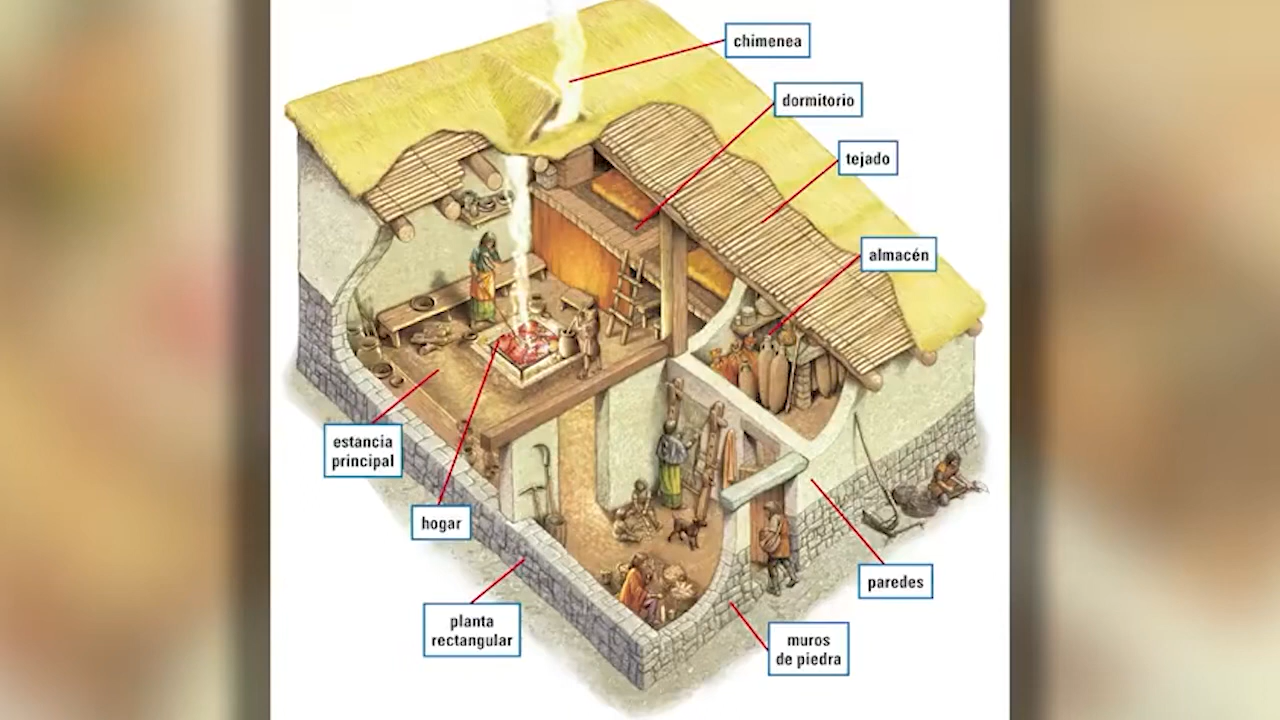 chimenea
dormitorio
tejado
almacén
estancia
principal
hogar
paredes
planta
rectangular
muros
de piedra